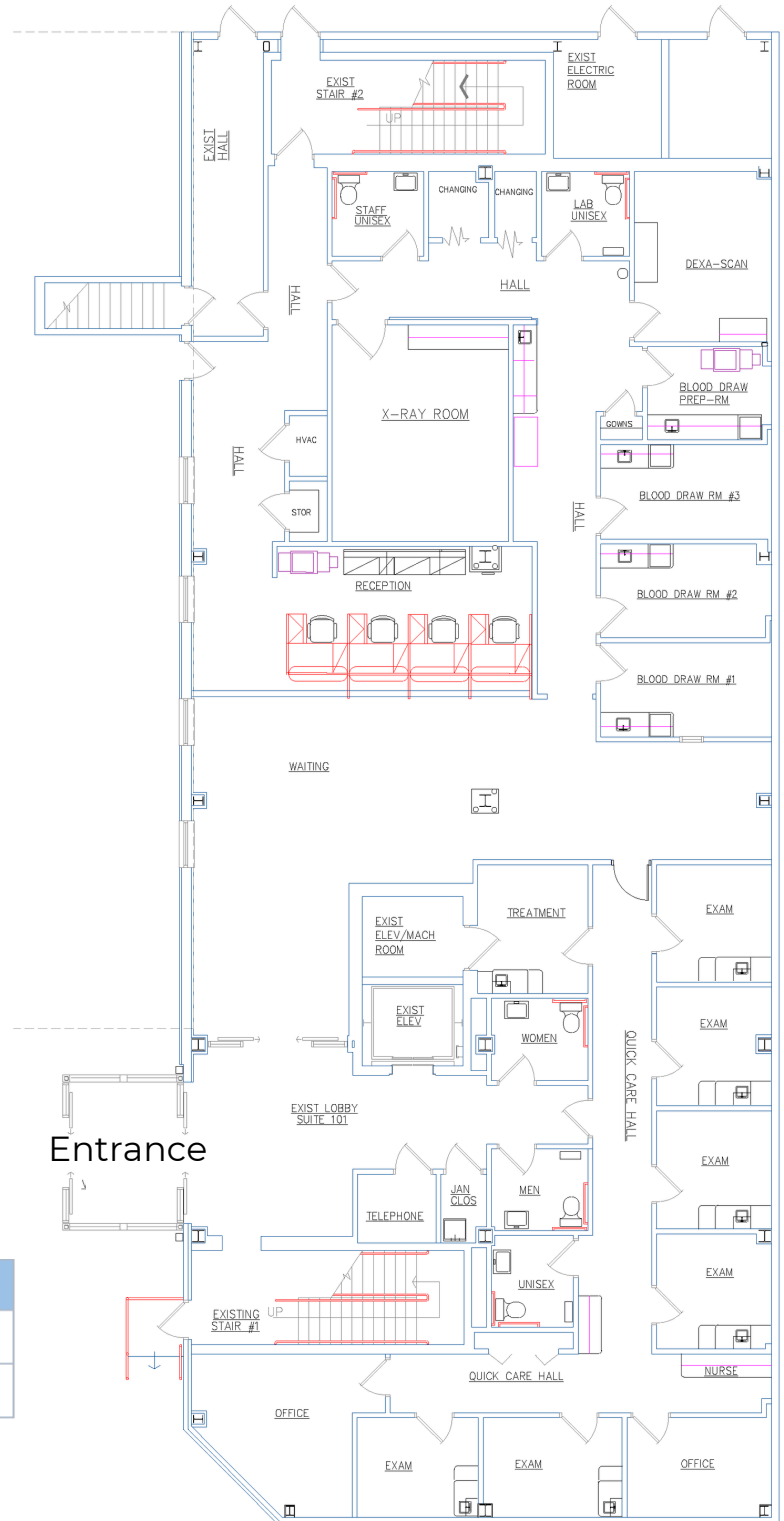 EXIST
STAIR #2
UP
EXIST
ELECTRIC
ROOM
EXIST
HALL
STAFF
UNISEX
CHANGING
CHANGING
LAB
UNISEX
DEXA-SCAN
HALL
HALL
BLOOD DRAW
PREP-RM
X-RAY ROOM
GOWNS
HVAC
HALL
STOR
BLOOD DRAW RM #3
HALL
RECEPTION
BLOOD DRAW RM #2
BLOOD DRAW RM #1
WAITING
EXIST
ELEV/MACH
ROOM
TREATMENT
EXAM
EXIST
ELEV
WOMEN
EXAM
QUICK CARE HALL
EXIST LOBBY
SUITE 101
Entrance
EXAM
TELEPHONE
JAN
CLOS
MEN
EXAM
UNISEX
EXISTING
STAIR #1
UP
QUICK CARE HALL
NURSE
OFFICE
EXAM
EXAM
OFFICE